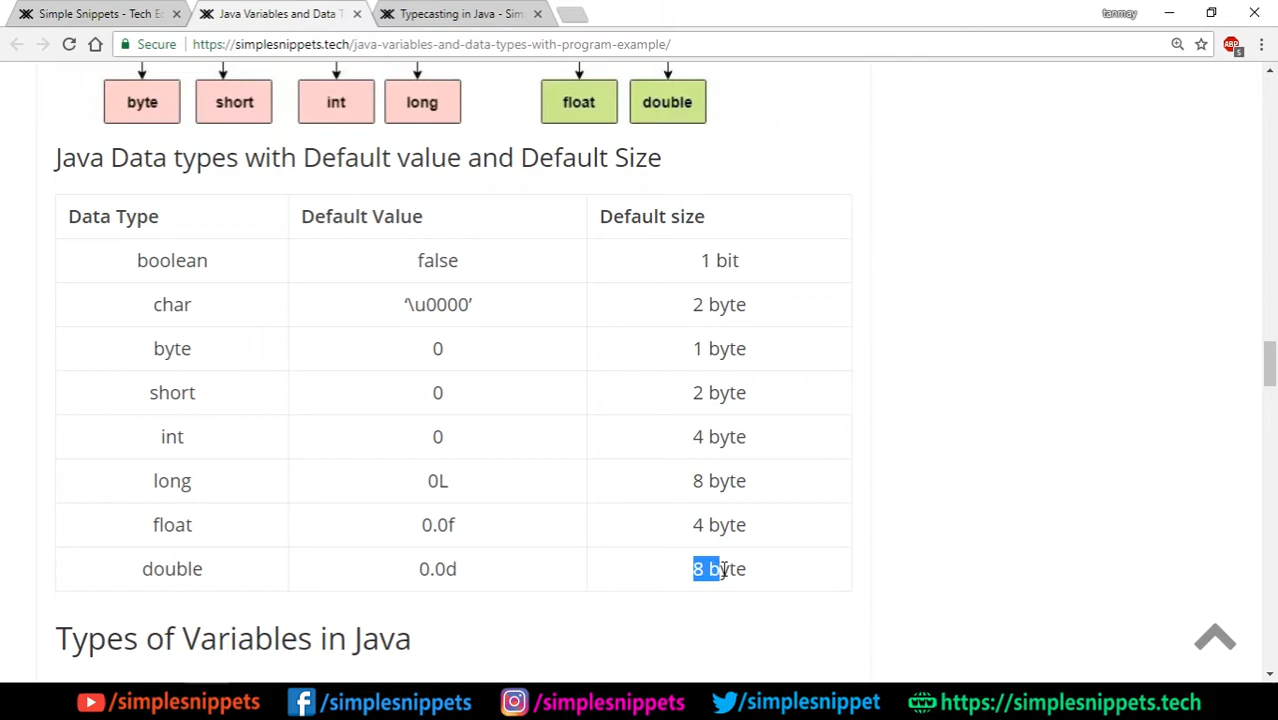 Simple Snippets - Tech Ec
Java Variables and Data T
Typecasting in Java - Sim
tanmay
Secure
https://simplesnippets.tech/java-variables-and-data-types-with-program-example/
ABP
5
byte
short
int
long
float
double
Java Data types with Default value and Default Size
Data Type Default Value Default size
boolean false 1 bit
char ‘\u0000’ 2 byte
byte 0 1 byte
short 0 2 byte
int 0 4 byte
long 0L 8 byte
float 0.0f 4 byte
double 0.0d 8 byte
Types of Variables in Java
/simplesnippets /simplesnippets /simplesnippets /simplesnippets https://simplesnippets.tech